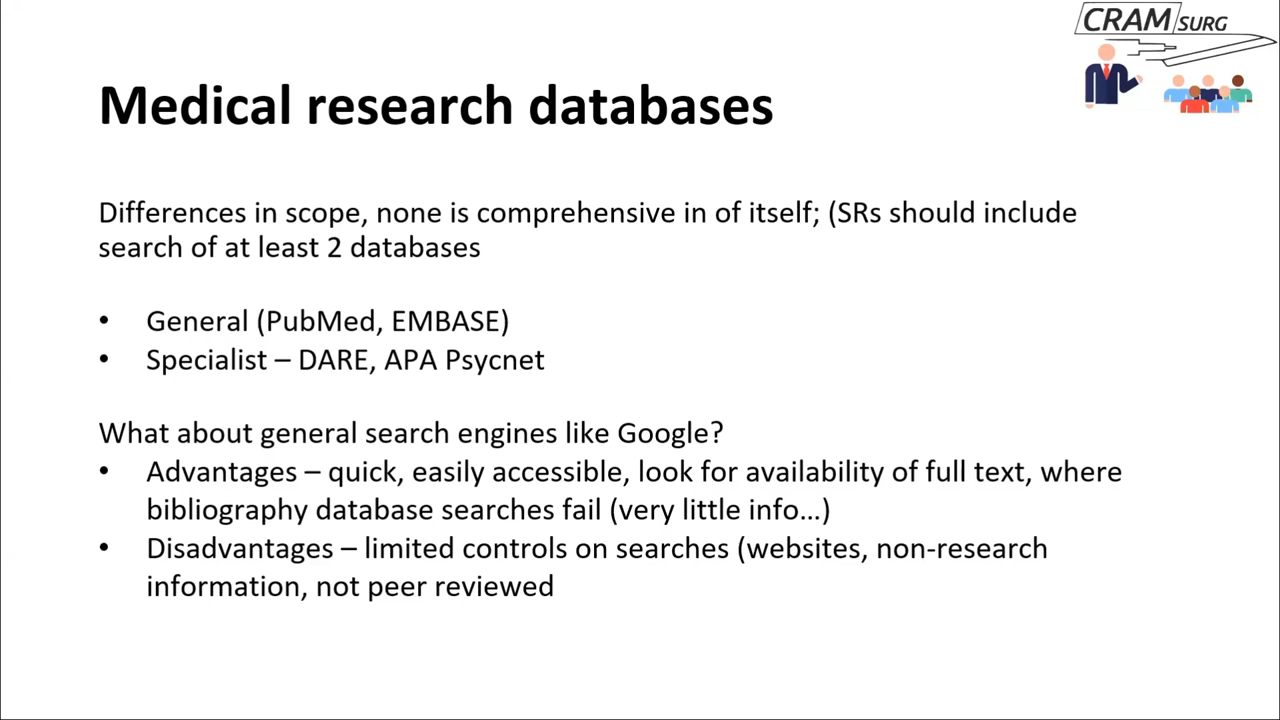 CRAM SURG
Medical research databases
Differences in scope, none is comprehensive in of itself; (SRs should include
search of at least 2 databases
• General (PubMed, EMBASE)
• Specialist – DARE, APA Psycnet
What about general search engines like Google?
• Advantages – quick, easily accessible, look for availability of full text, where
bibliography database searches fail (very little info…)
• Disadvantages – limited controls on searches (websites, non-research
information, not peer reviewed